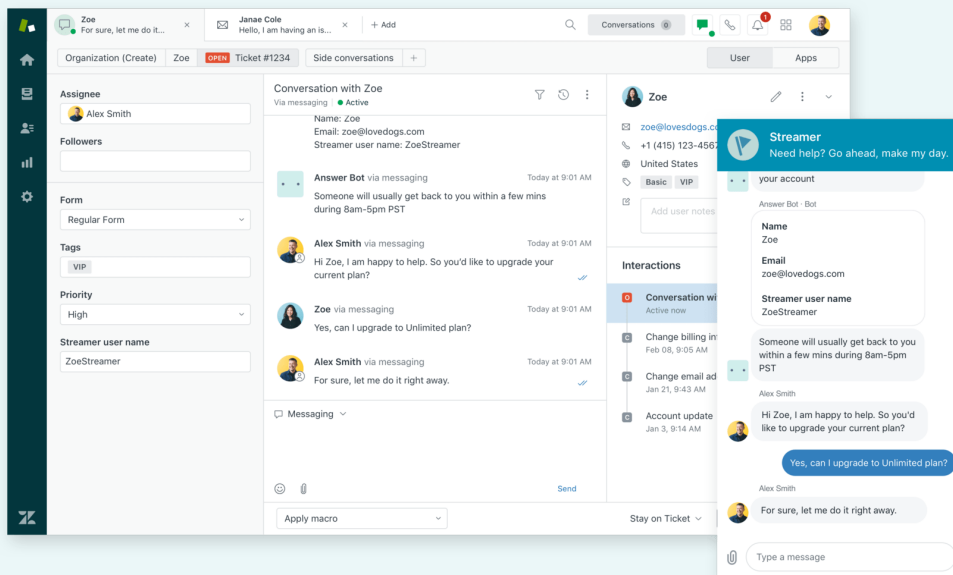 Zoe
For sure, let me do it...
Janae Cole
Hello, I am having an is...
+ Add
Conversations 0
1
Organization (Create)
Zoe
OPEN Ticket #1234
Side conversations
+
User
Apps
Assignee
Alex Smith
Followers
Form
Regular Form
Tags
VIP
Priority
High
Streamer user name
ZoeStreamer
Conversation with Zoe
Via messaging
Active
Name: Zoe
Email: zoe@lovedogs.com
Streamer user name: ZoeStreamer
Answer Bot via messaging
Today at 9:01 AM
Someone will usually get back to you within a few mins
during 8am-5pm PST
Alex Smith via messaging
Today at 9:01 AM
Hi Zoe, I am happy to help. So you'd like to upgrade your
current plan?
Zoe via messaging
Today at 9:01 AM
Yes, can I upgrade to Unlimited plan?
Alex Smith via messaging
Today at 9:01 AM
For sure, let me do it right away.
Messaging
Send
Apply macro
Stay on Ticket
Zoe
zoe@lovesdogs.co
+1 (415) 123-4567
United States
Basic
VIP
Add user notes
Interactions
O
Conversation wi
Active now
C
Change billing in
Feb 08, 9:05 AM
C
Change email ad
Jan 21, 9:43 AM
C
Account update
Jan 3, 9:14 AM
Streamer
Need help? Go ahead, make my day.
your account
Answer Bot · Bot
Name
Zoe
Email
zoe@lovedogs.com
Streamer user name
ZoeStreamer
Someone will usually get back to you
within a few mins during 8am-5pm
PST
Alex Smith
Hi Zoe, I am happy to help. So you'd
like to upgrade your current plan?
Yes, can I upgrade to Unlimited plan?
Alex Smith
For sure, let me do it right away.
Type a message